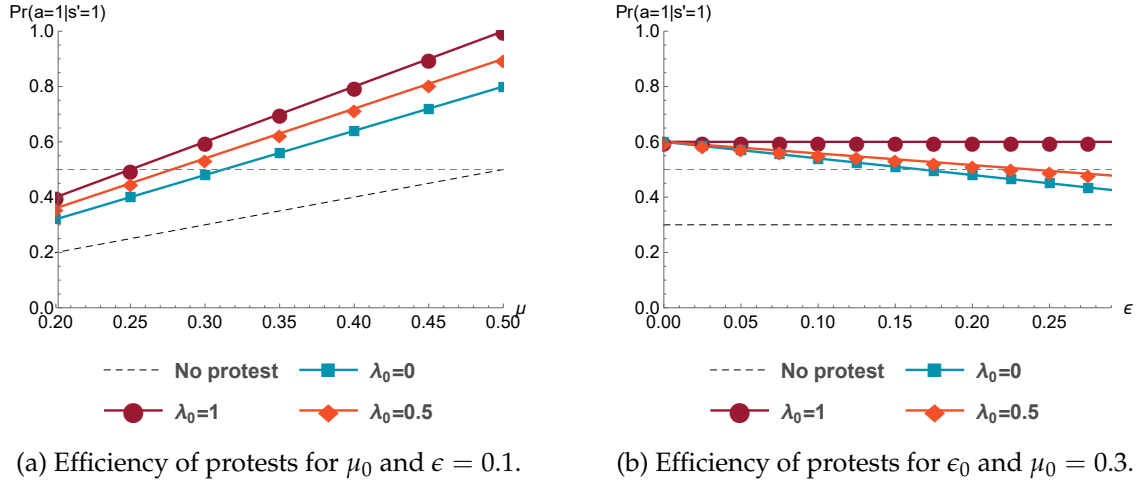 Pr(a=1|s'=1)
1.0
0.8
0.6
0.4
0.2
0.0
0.20 0.25 0.30 0.35 0.40 0.45 0.50
μ
No protest
λ0=0
λ0=1
λ0=0.5
(a) Efficiency of protests for μ0 and ϵ = 0.1.
Pr(a=1|s'=1)
1.0
0.8
0.6
0.4
0.2
0.0
0.00 0.05 0.10 0.15 0.20 0.25
ϵ
No protest
λ0=0
λ0=1
λ0=0.5
(b) Efficiency of protests for ϵ0 and μ0 = 0.3.